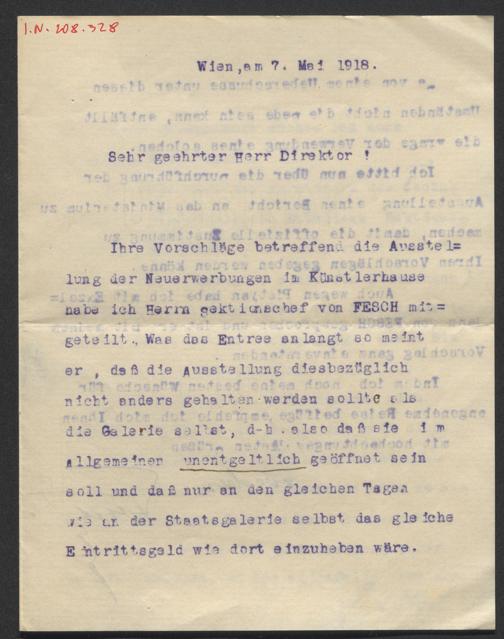 I.N. 208.328
Wien, am 7. Mai 1918.
Sehr geehrter Herr Direktor !
Ihre Vorschläge betreffend die Ausstel=
lung der Neuerwerbungen im Künstlerhause
habe ich Herrn Sektionschef von FESCH mit=
geteilt. Was das Entree anlangt so meint
er , daß die Ausstellung diesbezüglich
nicht anders gehalten werden sollte als
die Galerie selbst, d-h. also daß sie im
Allgemeinen unentgeltlich geöffnet sein
soll und daß nur an den gleichen Tagen
wie an der Staatsgalerie selbst das gleiche
Eintrittsgeld wie dort einzuheben wäre.